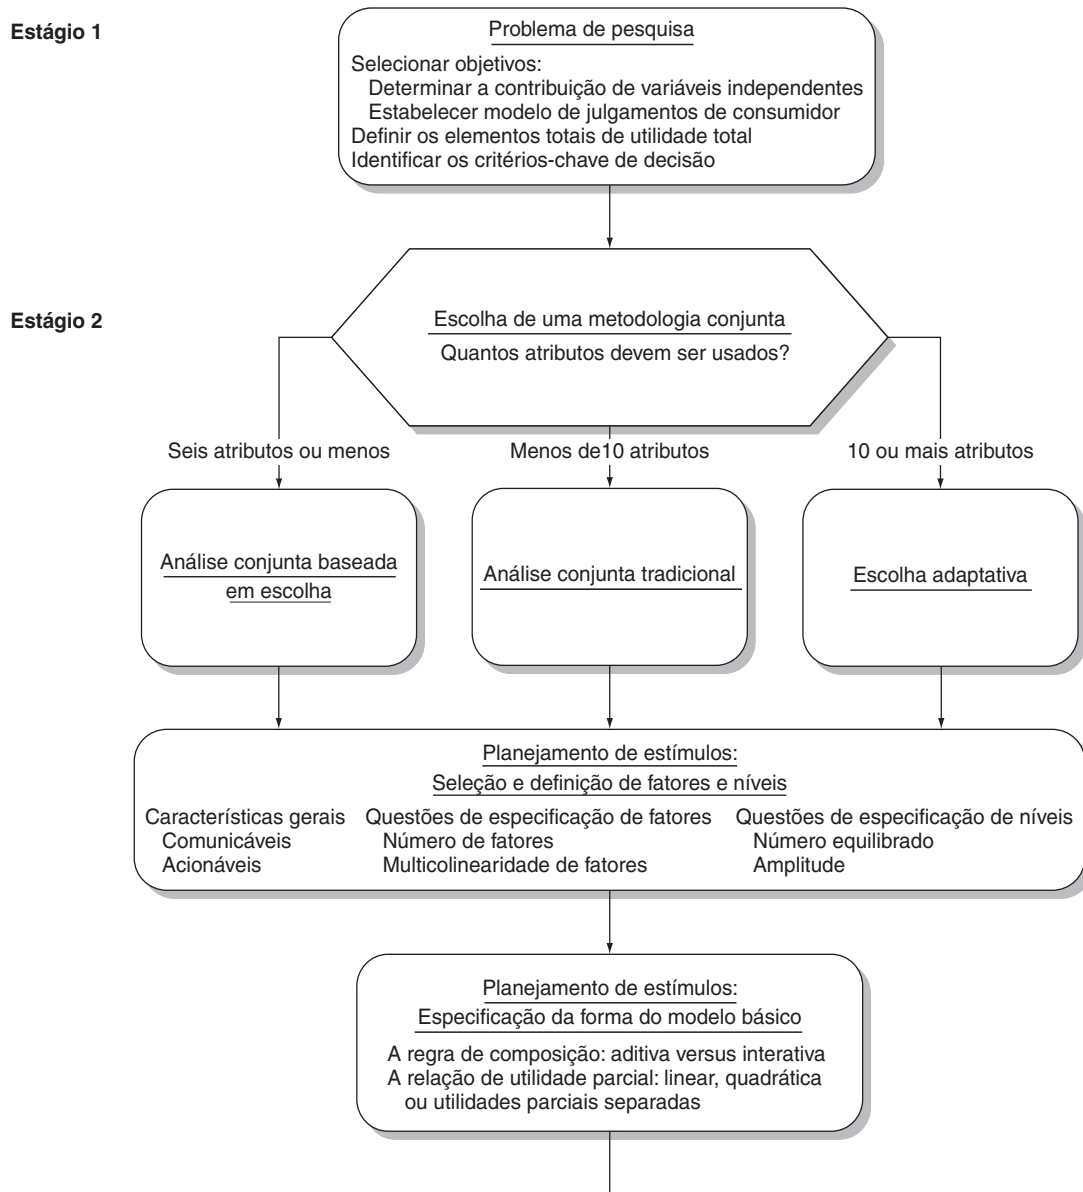 Estágio 1
Problema de pesquisa
Selecionar objetivos:
Determinar a contribuição de variáveis independentes
Estabelecer modelo de julgamentos de consumidor
Definir os elementos totais de utilidade total
Identificar os critérios-chave de decisão
Estágio 2
Escolha de uma metodologia conjunta
Quantos atributos devem ser usados?
Seis atributos ou menos
Menos de10 atributos
10 ou mais atributos
Análise conjunta baseada
em escolha
Análise conjunta tradicional
Escolha adaptativa
Planejamento de estímulos:
Seleção e definição de fatores e níveis
Características gerais
Comunicáveis
Acionáveis
Questões de especificação de fatores
Número de fatores
Multicolinearidade de fatores
Questões de especificação de níveis
Número equilibrado
Amplitude
Planejamento de estímulos:
Especificação da forma do modelo básico
A regra de composição: aditiva versus interativa
A relação de utilidade parcial: linear, quadrática
ou utilidades parciais separadas